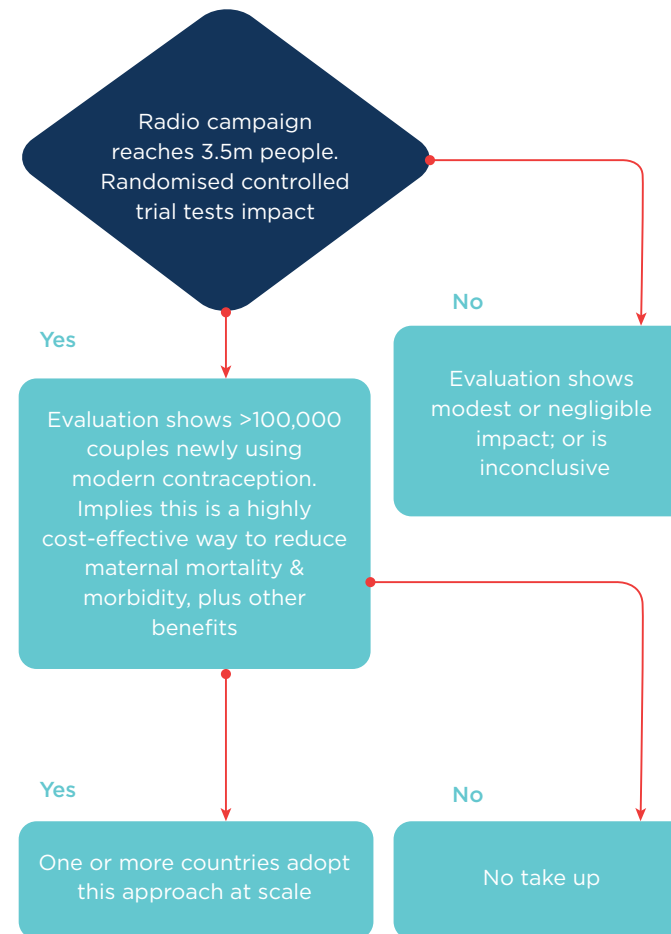 Radio campaign
reaches 3.5m people.
Randomised controlled
trial tests impact
Yes
No
Evaluation shows >100,000
couples newly using
modern contraception.
Implies this is a highly
cost-effective way to reduce
maternal mortality &
morbidity, plus other
benefits
Evaluation shows
modest or negligible
impact; or is
inconclusive
Yes
No
One or more countries adopt
this approach at scale
No take up